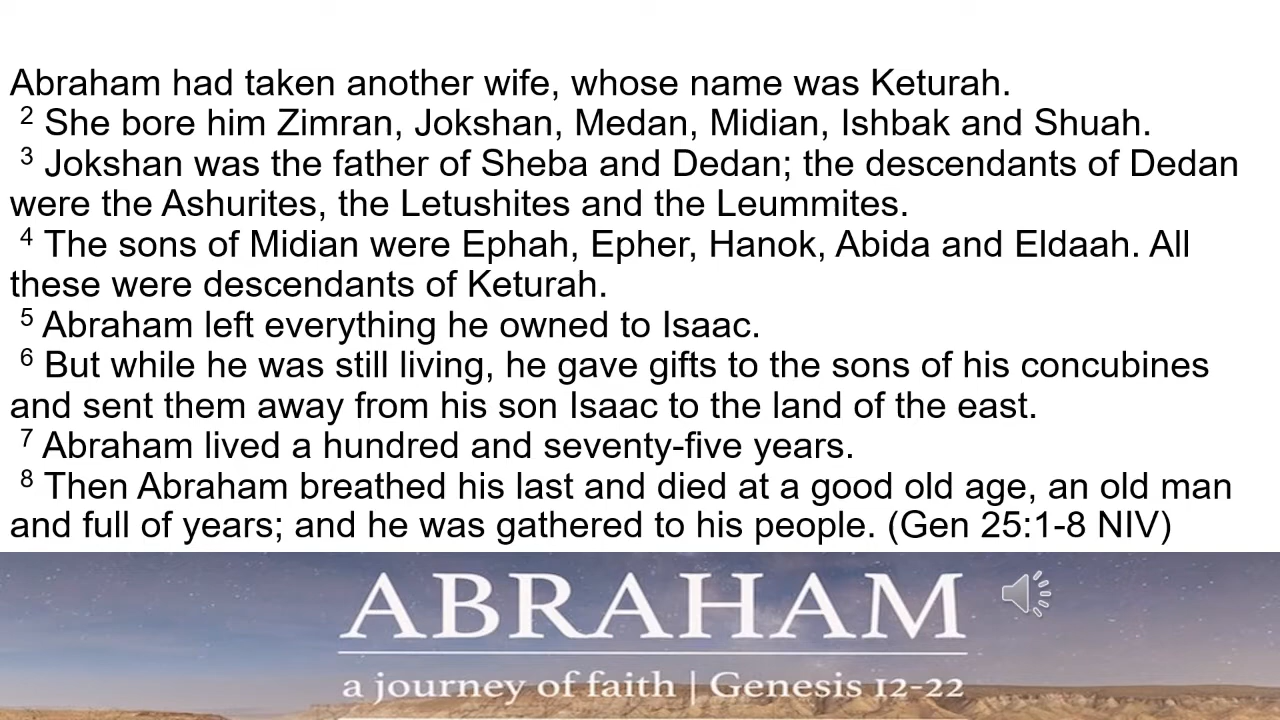 Abraham had taken another wife, whose name was Keturah.
2 She bore him Zimran, Jokshan, Medan, Midian, Ishbak and Shuah.
3 Jokshan was the father of Sheba and Dedan; the descendants of Dedan
were the Ashurites, the Letushites and the Leummites.
4 The sons of Midian were Ephah, Epher, Hanok, Abida and Eldaah. All
these were descendants of Keturah.
5 Abraham left everything he owned to Isaac.
6 But while he was still living, he gave gifts to the sons of his concubines
and sent them away from his son Isaac to the land of the east.
7 Abraham lived a hundred and seventy-five years.
8 Then Abraham breathed his last and died at a good old age, an old man
and full of years; and he was gathered to his people. (Gen 25:1-8 NIV)
ABRAHAM
a journey of faith | Genesis 12-22